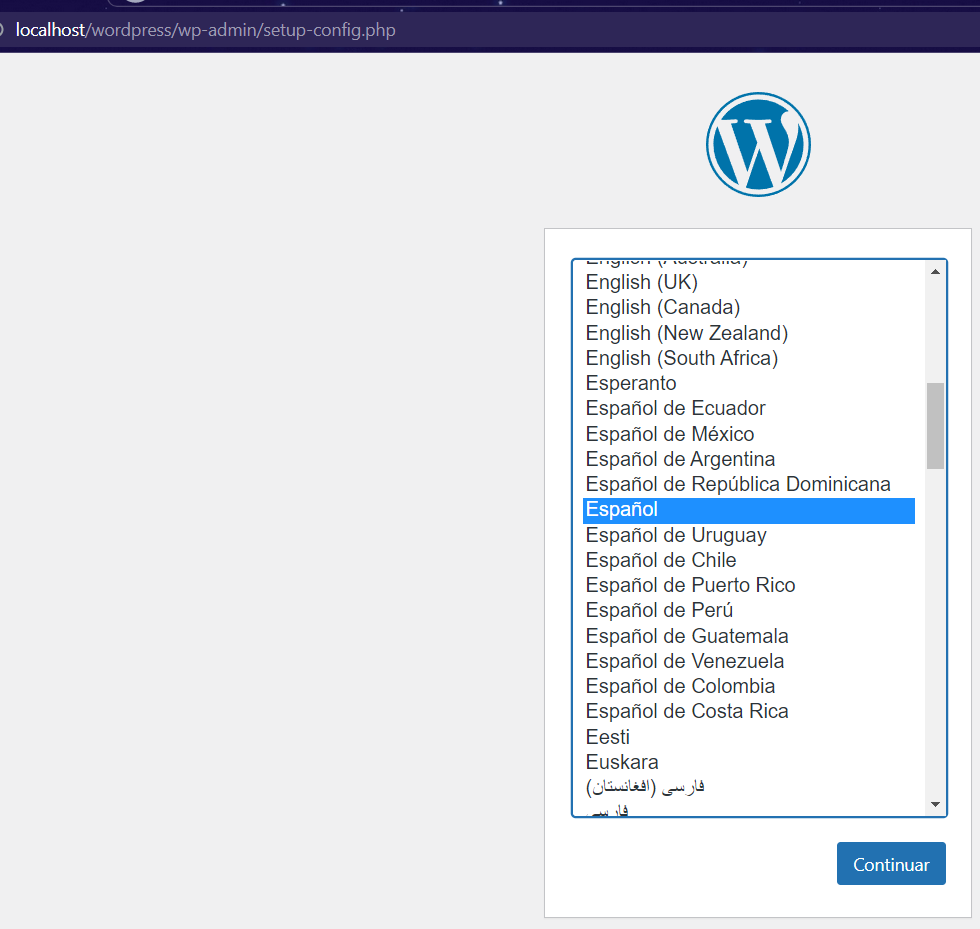 localhost/wordpress/wp-admin/setup-config.php
English (Australia)
English (UK)
English (Canada)
English (New Zealand)
English (South Africa)
Esperanto
Español de Ecuador
Español de México
Español de Argentina
Español de República Dominicana
Español
Español de Uruguay
Español de Chile
Español de Puerto Rico
Español de Perú
Español de Guatemala
Español de Venezuela
Español de Colombia
Español de Costa Rica
Eesti
Euskara
(فارسی (افغانستان
فارسی
Continuar